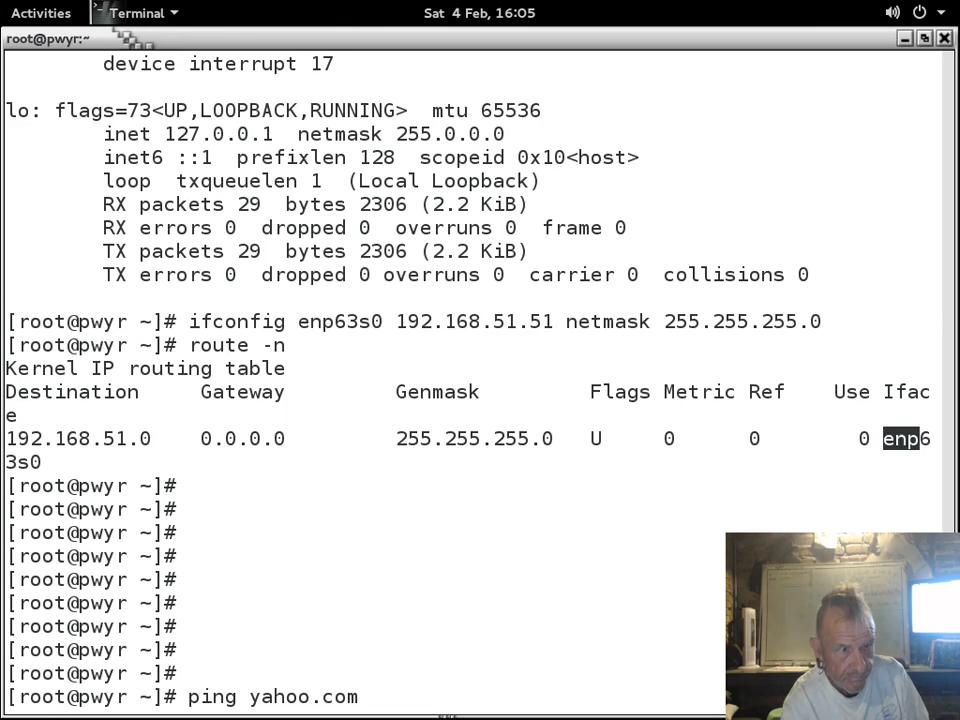 Activities Terminal Sat 4 Feb, 16:05
root@pwyr:~
device interrupt 17
lo: flags=73<UP,LOOPBACK,RUNNING> mtu 65536
inet 127.0.0.1 netmask 255.0.0.0
inet6 ::1 prefixlen 128 scopeid 0x10<host>
loop txqueuelen 1 (Local Loopback)
RX packets 29 bytes 2306 (2.2 KiB)
RX errors 0 dropped 0 overruns 0 frame 0
TX packets 29 bytes 2306 (2.2 KiB)
TX errors 0 dropped 0 overruns 0 carrier 0 collisions 0
[root@pwyr ~]# ifconfig enp63s0 192.168.51.51 netmask 255.255.255.0
[root@pwyr ~]# route -n
Kernel IP routing table
Destination Gateway Genmask Flags Metric Ref Use Ifac
e
192.168.51.0 0.0.0.0 255.255.255.0 U 0 0 0 enp6
3s0
[root@pwyr ~]#
[root@pwyr ~]#
[root@pwyr ~]#
[root@pwyr ~]#
[root@pwyr ~]#
[root@pwyr ~]#
[root@pwyr ~]#
[root@pwyr ~]#
[root@pwyr ~]#
[root@pwyr ~]# ping yahoo.com